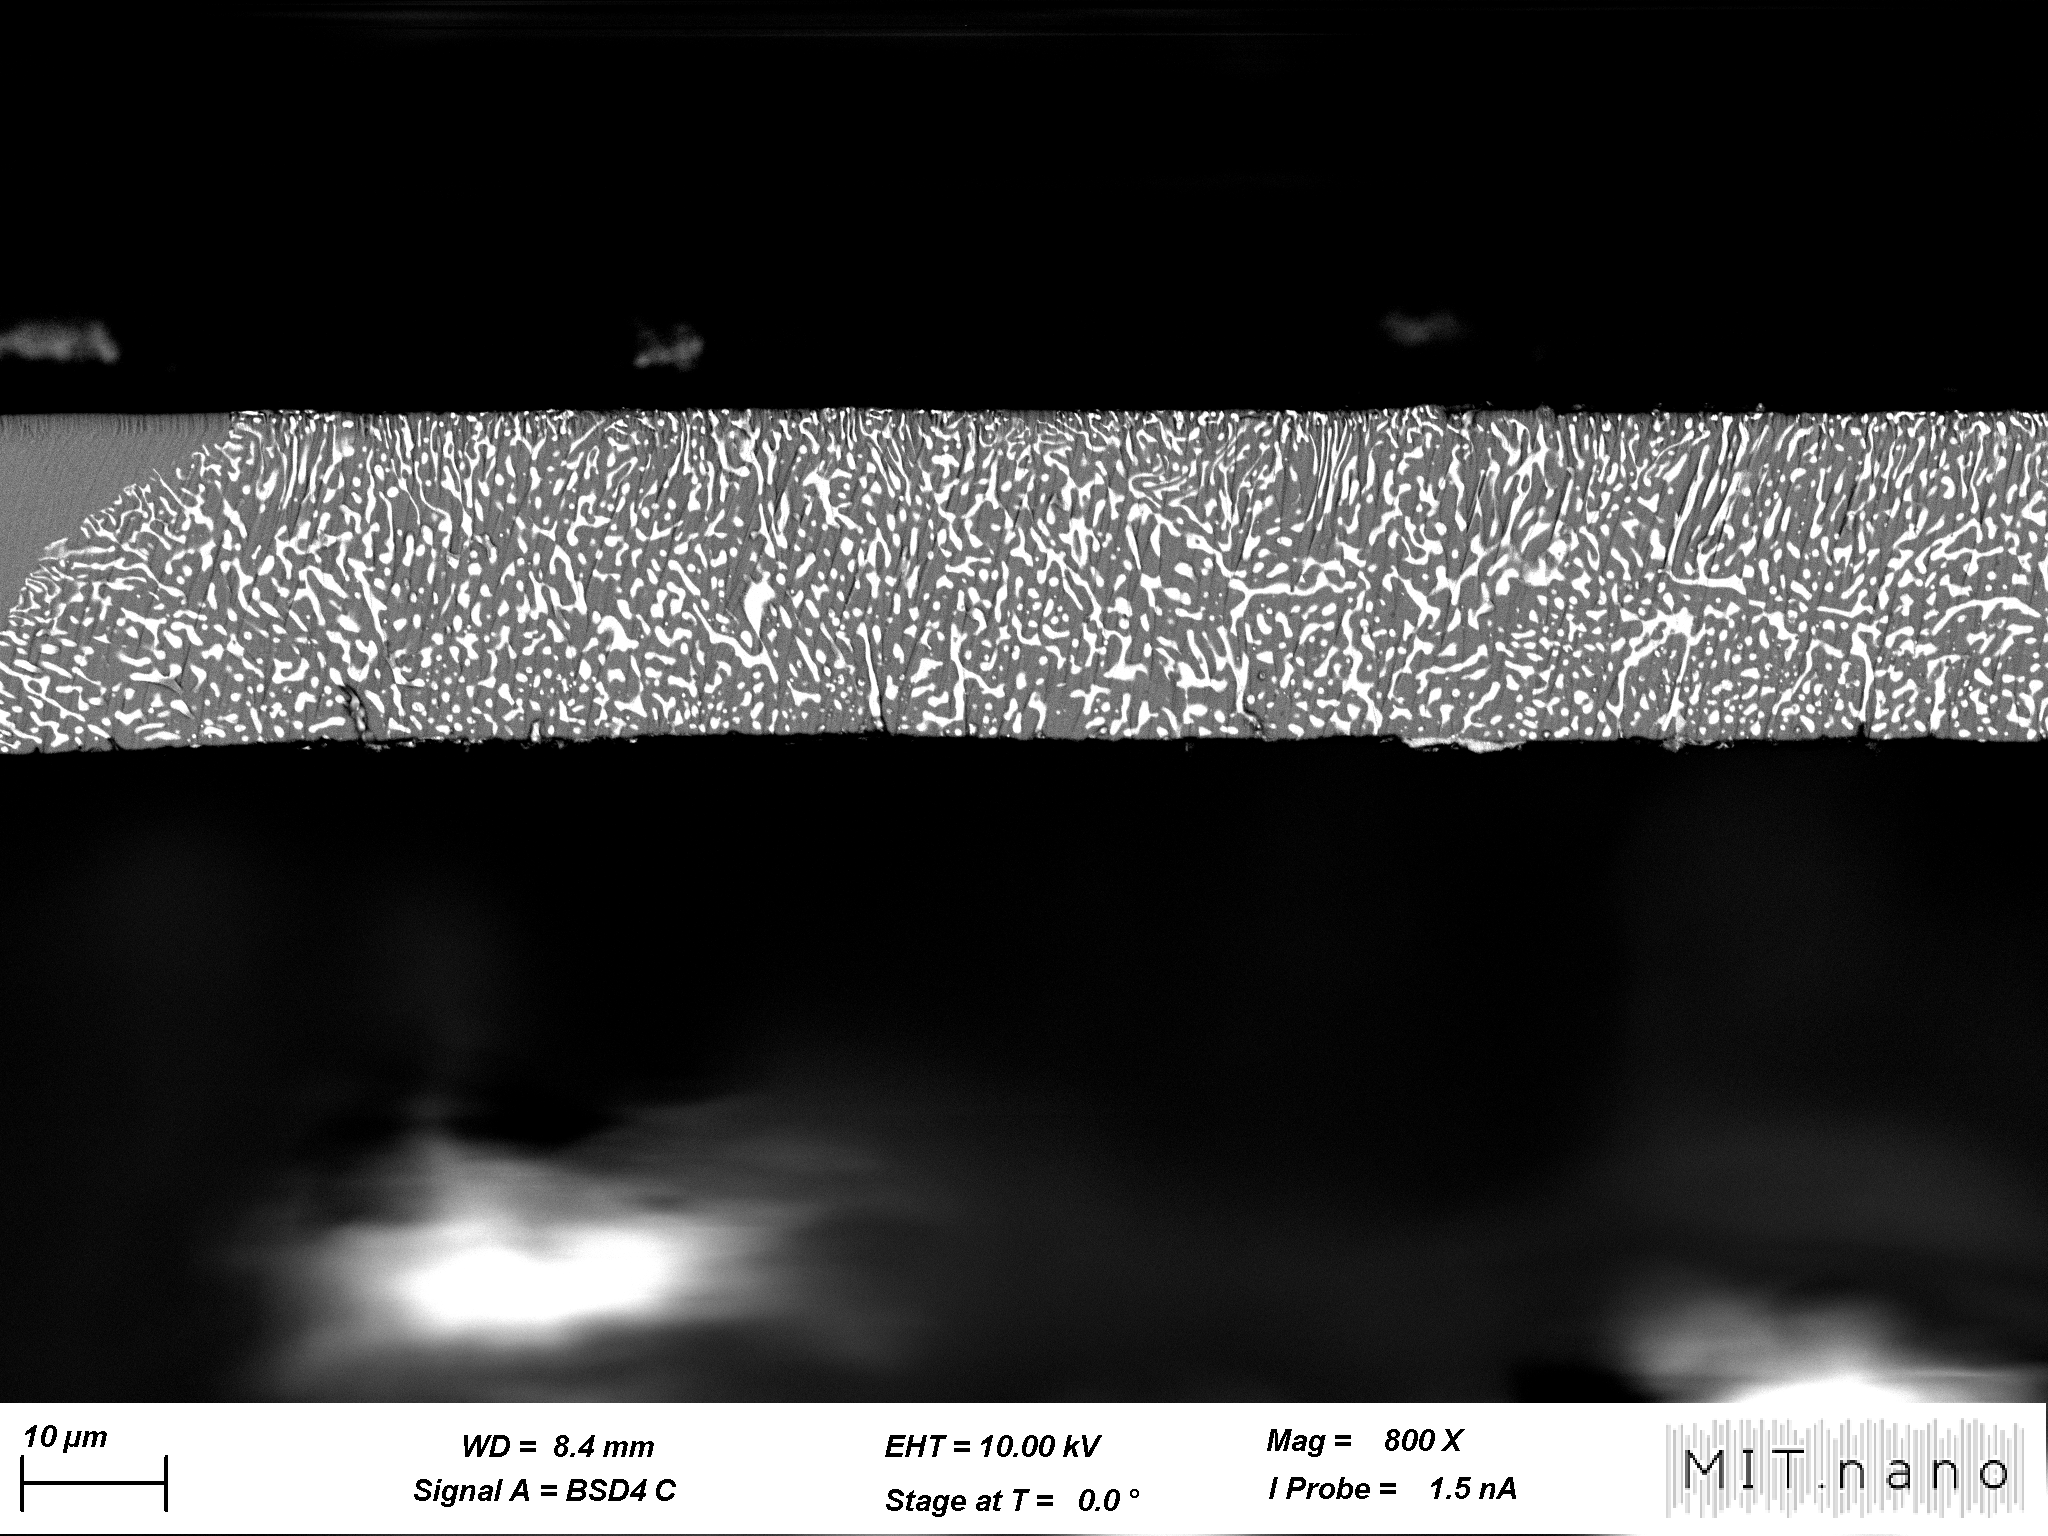 10 µm
WD = 8.4 mm
Signal A = BSD4 C
EHT = 10.00 kV
Stage at T = 0.0 °
Mag = 800 X
I Probe = 1.5 nA
MIT.nano